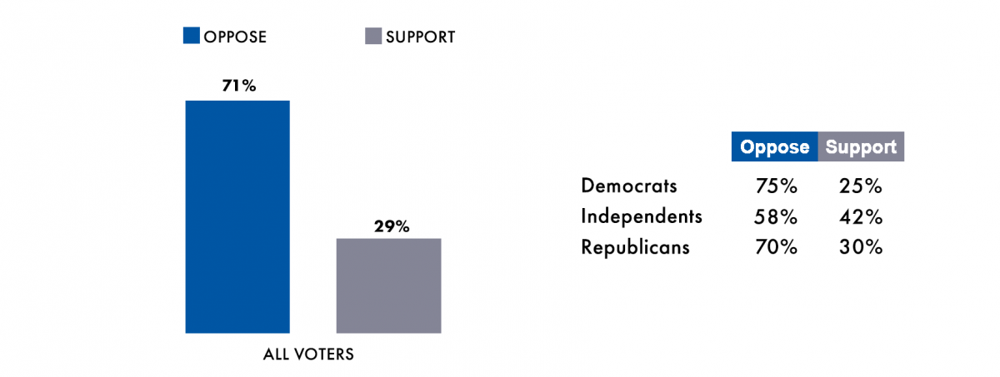 OPPOSE SUPPORT
71%
29%
ALL VOTERS
Oppose Support
Democrats 75% 25%
Independents 58% 42%
Republicans 70% 30%